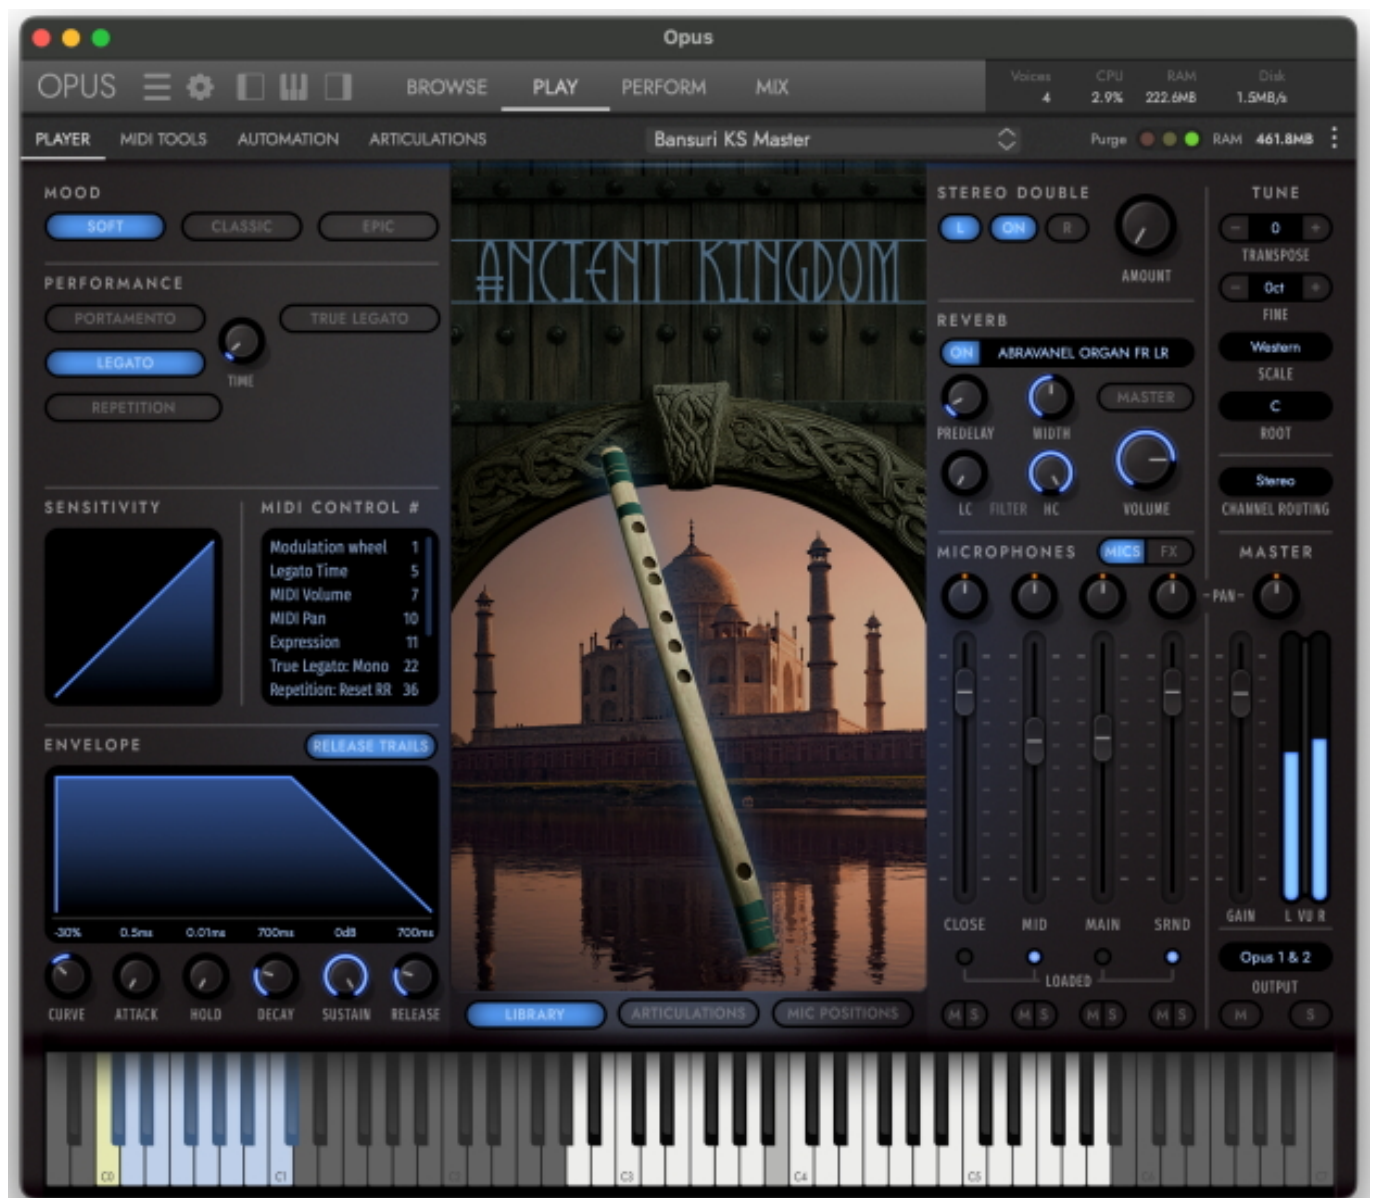 Opus
OPUS BROWSE PLAY PERFORM MIX
Voices CPU RAM Disk
4 2.9% 222.6MB 1.5MB/s
PLAYER MIDI TOOLS AUTOMATION ARTICULATIONS Bansuri KS Master Purge RAM 461.8MB
MOOD
SOFT CLASSIC EPIC
PERFORMANCE
PORTAMENTO TRUE LEGATO
LEGATO
TIME
REPETITION
SENSITIVITY
MIDI CONTROL #
Modulation wheel 1
Legato Time 5
MIDI Volume 7
MIDI Pan 10
Expression 11
True Legato: Mono 22
Repetition: Reset RR 36
ENVELOPE RELEASE TRAILS
-30% 0.5ms 0.01ms 700ms 0dB 700ms
CURVE ATTACK HOLD DECAY SUSTAIN RELEASE
ANCIENT KINGDOM
LIBRARY ARTICULATIONS MIC POSITIONS
STEREO DOUBLE
L ON R
AMOUNT
REVERB
ON ABRAVANEL ORGAN FR LR
MASTER
PREDELAY WIDTH
LC FILTER HC VOLUME
MICROPHONES MICS FX
CLOSE MID MAIN SRND
LOADED
M S M S M S M S
TUNE
- 0 +
TRANSPOSE
- 0ct +
FINE
Western
SCALE
C
ROOT
Stereo
CHANNEL ROUTING
MASTER
-PAN-
GAIN L VU R
Opus 1 & 2
OUTPUT
M S
C0 C1 C2 C3 C4 C5 C6 C7